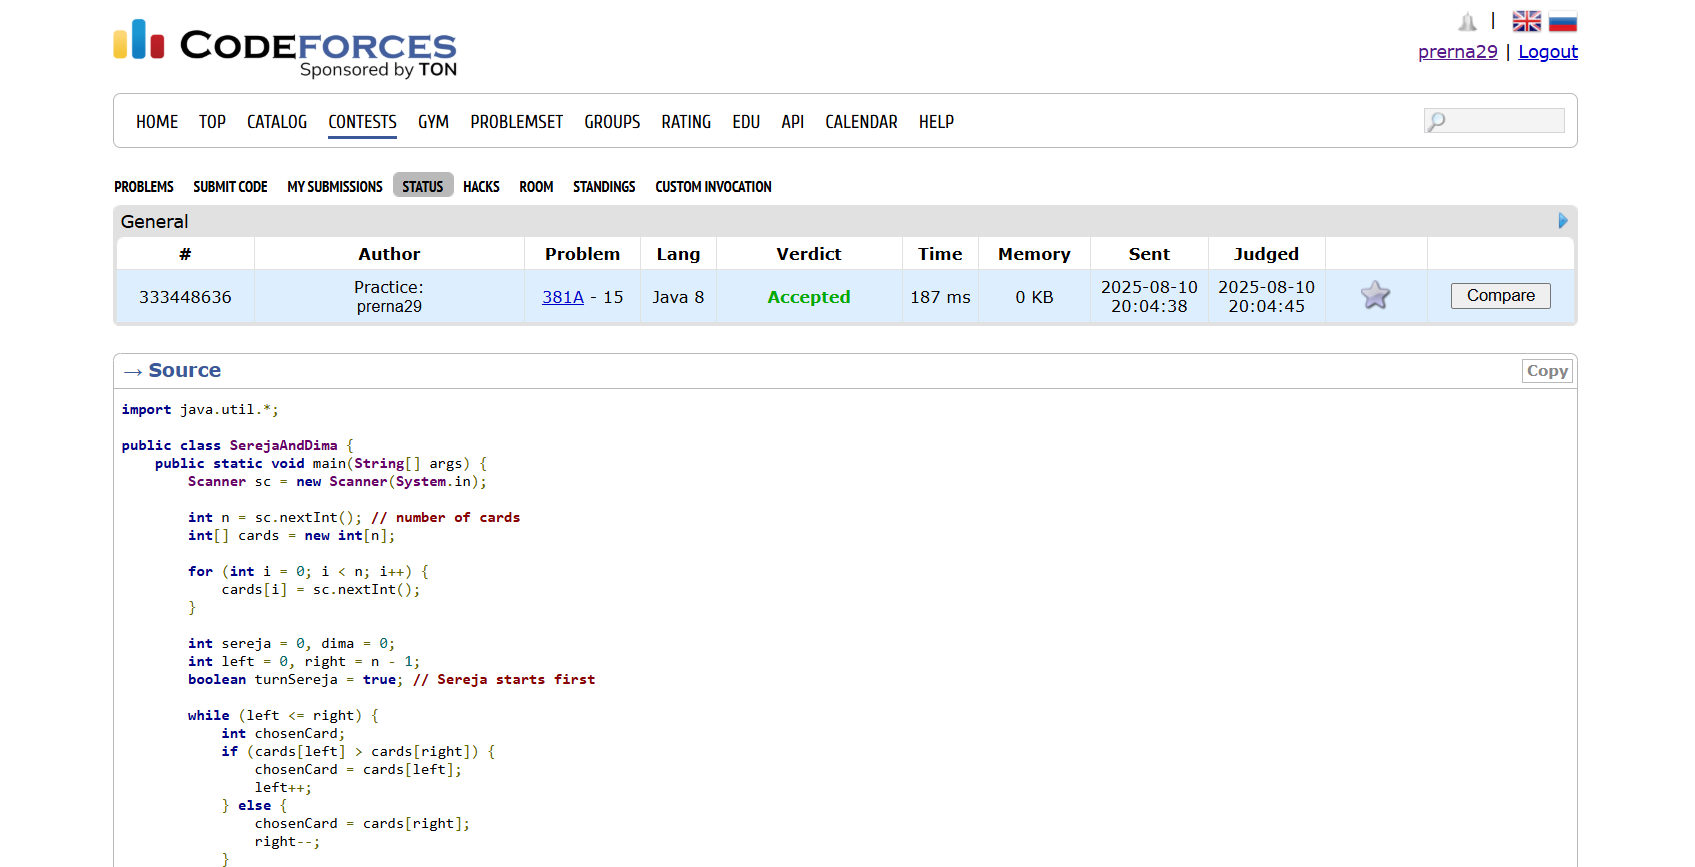 CODEFORCES
Sponsored by TON
|
prerna29 | Logout
HOME TOP CATALOG CONTESTS GYM PROBLEMSET GROUPS RATING EDU API CALENDAR HELP
PROBLEMS SUBMIT CODE MY SUBMISSIONS STATUS HACKS ROOM STANDINGS CUSTOM INVOCATION
General
# Author Problem Lang Verdict Time Memory Sent Judged
333448636 Practice: prerna29 381A - 15 Java 8 Accepted 187 ms 0 KB 2025-08-10 20:04:38 2025-08-10 20:04:45 Compare
→ Source Copy
import java.util.*;
public class SerejaAndDima {
    public static void main(String[] args) {
        Scanner sc = new Scanner(System.in);
        int n = sc.nextInt(); // number of cards
        int[] cards = new int[n];
        for (int i = 0; i < n; i++) {
            cards[i] = sc.nextInt();
        }
        int sereja = 0, dima = 0;
        int left = 0, right = n - 1;
        boolean turnSereja = true; // Sereja starts first
        while (left <= right) {
            int chosenCard;
            if (cards[left] > cards[right]) {
                chosenCard = cards[left];
                left++;
            } else {
                chosenCard = cards[right];
                right--;
            }